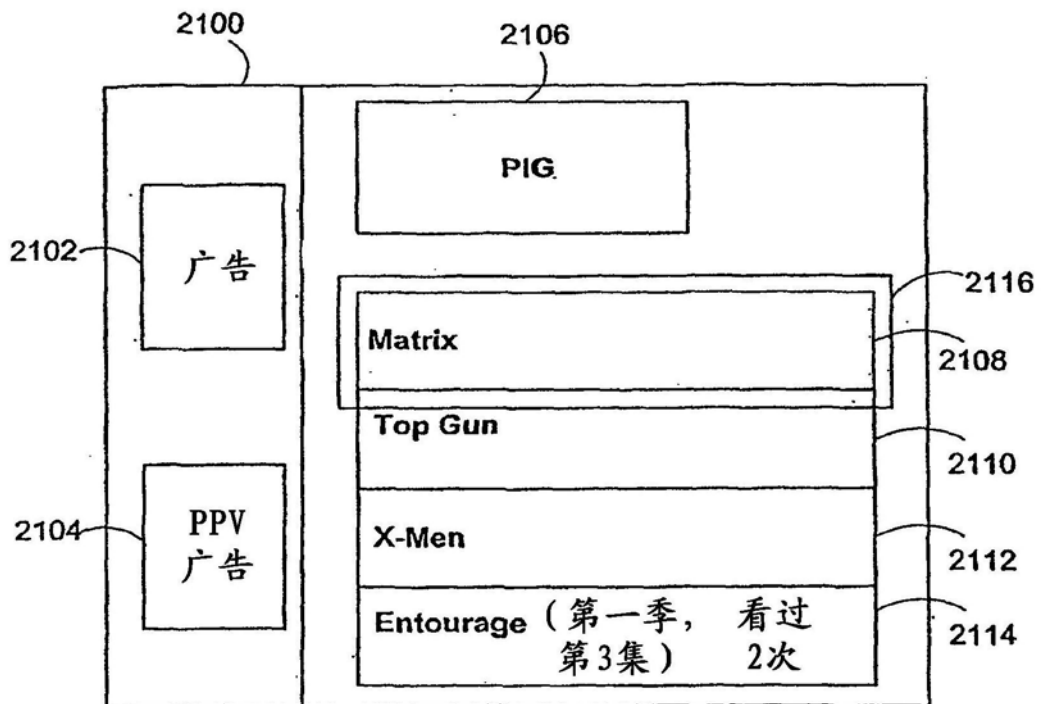 2100
2106
PIG
2102
广告
2116
Matrix
2108
Top Gun
2110
2104
PPV
广告
X-Men
2112
Entourage (第一季, 看过
第3集) 2次
2114